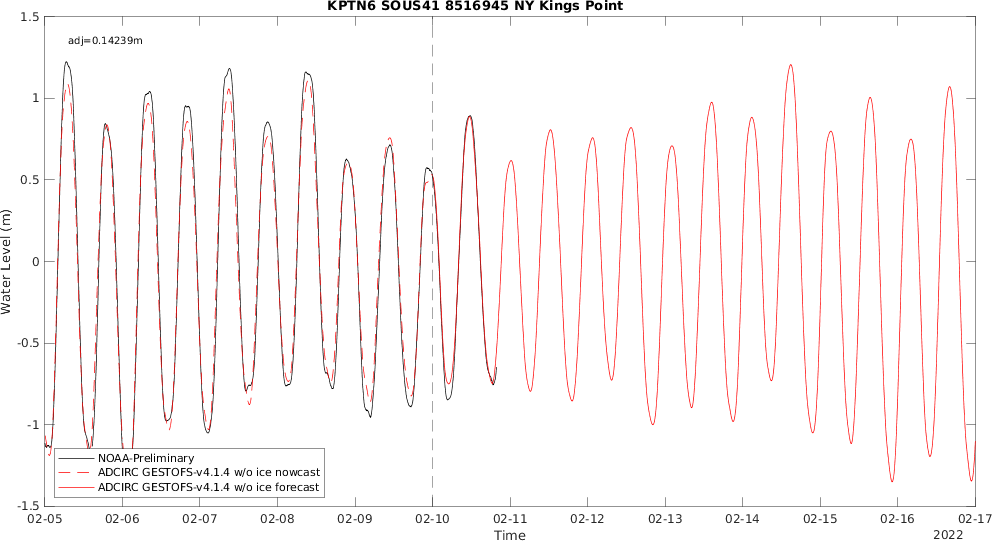 KPTN6 SOUS41 8516945 NY Kings Point
adj=0.14239m
1.5
1
0.5
0
-0.5
-1
-1.5
Water Level (m)
NOAA-Preliminary
ADCIRC GESTOFS-v4.1.4 w/o ice nowcast
ADCIRC GESTOFS-v4.1.4 w/o ice forecast
02-05 02-06 02-07 02-08 02-09 02-10 02-11 02-12 02-13 02-14 02-15 02-16 02-17
Time
2022